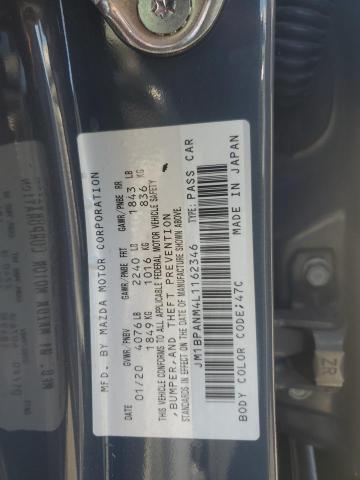 MFD. BY MAZDA MOTOR CORPORATION
DATE GVWR/PNBV GAWR/PNBE FRT GAWR/PNBE RR
01/20 4076 LB 2240 LB 1843 LB
1849 KG 1016 KG 836 KG
THIS VEHICLE CONFORMS TO ALL APPLICABLE FEDERAL MOTOR VEHICLE SAFETY
,BUMPER,AND THEFT PREVENTION
STANDARDS IN EFFECT ON THE DATE OF MANUFACTURE SHOWN ABOVE.
JM1BPANM4L1162346 TYPE:PASS CAR
BODY COLOR CODE:47C MADE IN JAPAN
ZR